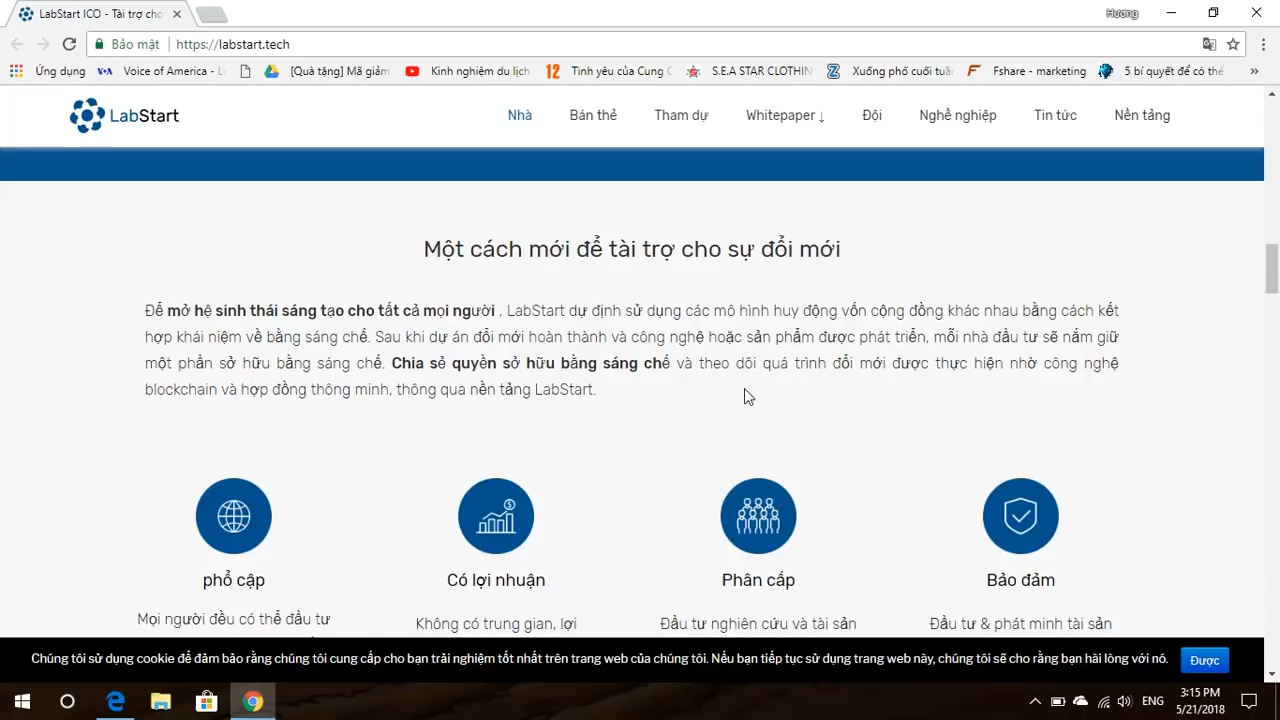 LabStart ICO - Tài trợ cho
Hương
Bảo mật
https://labstart.tech
Ứng dụng
Voice of America - L
[Quà tặng] Mã giảm
Kinh nghiệm du lịch
12 Tình yêu của Cung C
S.E.A STAR CLOTHIN
Xuống phố cuối tuần
Fshare - marketing
5 bí quyết để có thể
»
LabStart
Nhà
Bán thẻ
Tham dự
Whitepaper ↓
Đội
Nghề nghiệp
Tin tức
Nền tảng
Một cách mới để tài trợ cho sự đổi mới
Để mở hệ sinh thái sáng tạo cho tất cả mọi người , LabStart dự định sử dụng các mô hình huy động vốn cộng đồng khác nhau bằng cách kết
hợp khái niệm về bằng sáng chế. Sau khi dự án đổi mới hoàn thành và công nghệ hoặc sản phẩm được phát triển, mỗi nhà đầu tư sẽ nắm giữ
một phần sở hữu bằng sáng chế. Chia sẻ quyền sở hữu bằng sáng chế và theo dõi quá trình đổi mới được thực hiện nhờ công nghệ
blockchain và hợp đồng thông minh, thông qua nền tảng LabStart.
phổ cập
Có lợi nhuận
Phân cấp
Bảo đảm
Mọi người đều có thể đầu tư
Không có trung gian, lợi
Đầu tư nghiên cứu và tài sản
Đầu tư & phát minh tài sản
Chúng tôi sử dụng cookie để đảm bảo rằng chúng tôi cung cấp cho bạn trải nghiệm tốt nhất trên trang web của chúng tôi. Nếu bạn tiếp tục sử dụng trang web này, chúng tôi sẽ cho rằng bạn hài lòng với nó.
Được
ENG
3:15 PM
5/21/2018